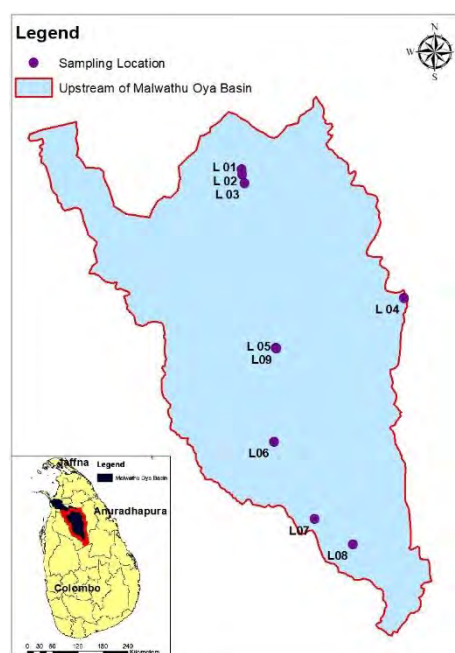 Legend
Sampling Location
Upstream of Malwathu Oya Basin
N
W E
S
L 01
L 02
L 03
L 04
L 05
L09
L06
L07
L08
Jaffna
Legend
Malwathu Oya Basin
Anuradhapura
Colombo